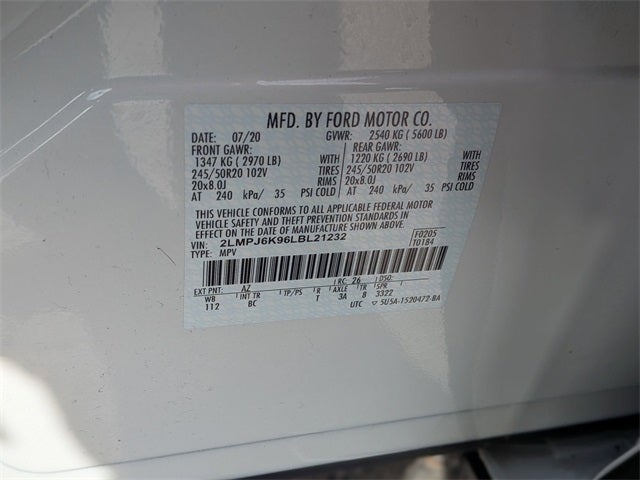 MFD. BY FORD MOTOR CO.
DATE: 07/20 GVWR: 2540 KG ( 5600 LB)
FRONT GAWR: REAR GAWR:
1347 KG ( 2970 LB) WITH 1220 KG ( 2690 LB) WITH
245/50R20 102V TIRES 245/50R20 102V TIRES
20x8.0J RIMS 20x8.0J RIMS
AT 240 kPa/ 35 PSI COLD AT 240 kPa/ 35 PSI COLD
THIS VEHICLE CONFORMS TO ALL APPLICABLE FEDERAL MOTOR
VEHICLE SAFETY AND THEFT PREVENTION STANDARDS IN
EFFECT ON THE DATE OF MANUFACTURE SHOWN ABOVE.
VIN: 2LMPJ6K96LBL21232 F0205
TYPE: MPV T0184
EXT PNT: AZ RC: 26 DSO:
WB INT TR TP/PS R AXLE TR 3322
112 BC T 3A 8
UTC 5U5A-1520472-BA